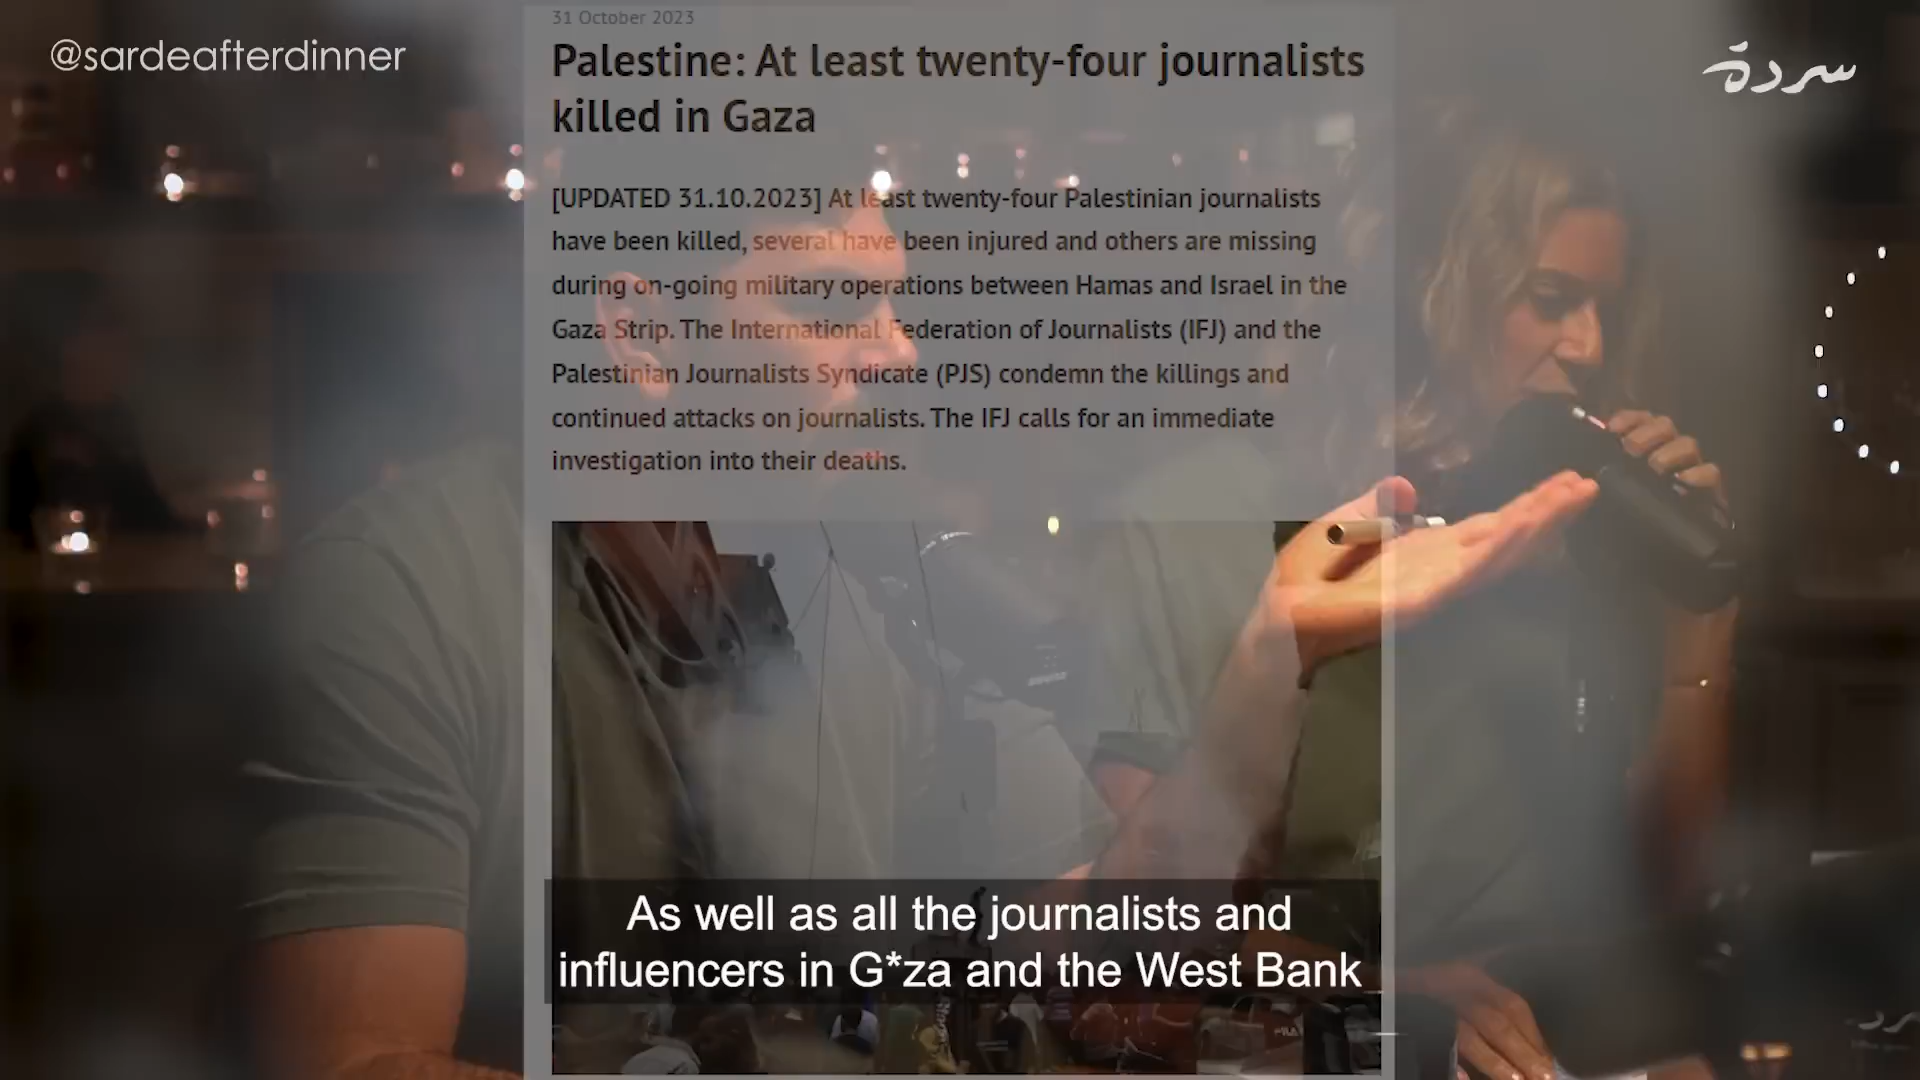 @sardeafterdinner
سردة
31 October 2023
Palestine: At least twenty-four journalists
killed in Gaza
[UPDATED 31.10.2023] At least twenty-four Palestinian journalists
have been killed, several have been injured and others are missing
during on-going military operations between Hamas and Israel in the
Gaza Strip. The International Federation of Journalists (IFJ) and the
Palestinian Journalists Syndicate (PJS) condemn the killings and
continued attacks on journalists. The IFJ calls for an immediate
investigation into their deaths.
As well as all the journalists and
influencers in G*za and the West Bank